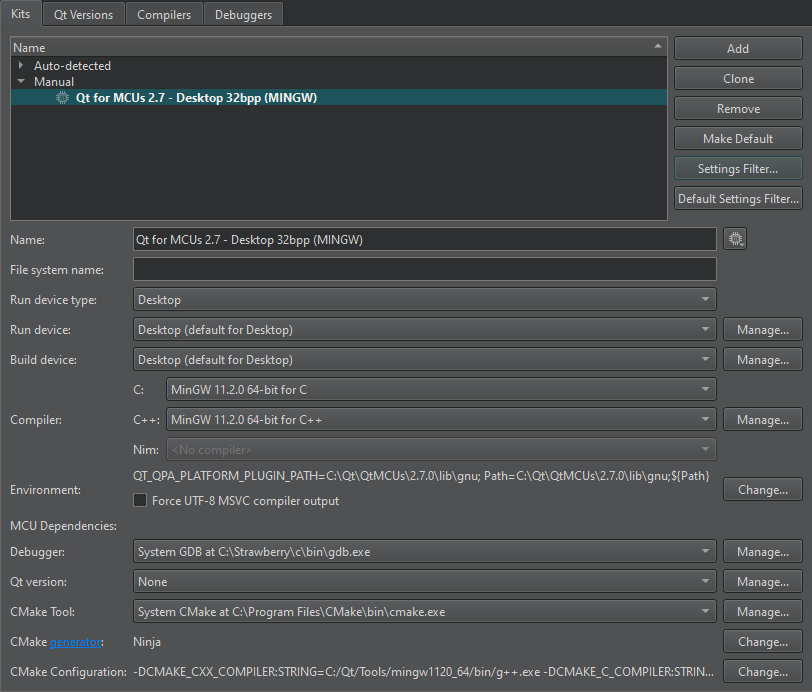 Kits Qt Versions Compilers Debuggers
Name
Auto-detected
Manual
Qt for MCUs 2.7 - Desktop 32bpp (MINGW)
Add
Clone
Remove
Make Default
Settings Filter...
Default Settings Filter...
Name: Qt for MCUs 2.7 - Desktop 32bpp (MINGW)
File system name:
Run device type: Desktop
Run device: Desktop (default for Desktop) Manage...
Build device: Desktop (default for Desktop) Manage...
C: MinGW 11.2.0 64-bit for C
Compiler: C++: MinGW 11.2.0 64-bit for C++ Manage...
Nim: <No compiler>
QT_QPA_PLATFORM_PLUGIN_PATH=C:\Qt\QtMCUs\2.7.0\lib\gnu; Path=C:\Qt\QtMCUs\2.7.0\lib\gnu;${Path}
Environment: Change...
Force UTF-8 MSVC compiler output
MCU Dependencies:
Debugger: System GDB at C:\Strawberry\c\bin\gdb.exe Manage...
Qt version: None Manage...
CMake Tool: System CMake at C:\Program Files\CMake\bin\cmake.exe Manage...
CMake generator: Ninja Change...
CMake Configuration: -DCMAKE_CXX_COMPILER:STRING=C:/Qt/Tools/mingw1120_64/bin/g++.exe -DCMAKE_C_COMPILER:STRIN... Change...